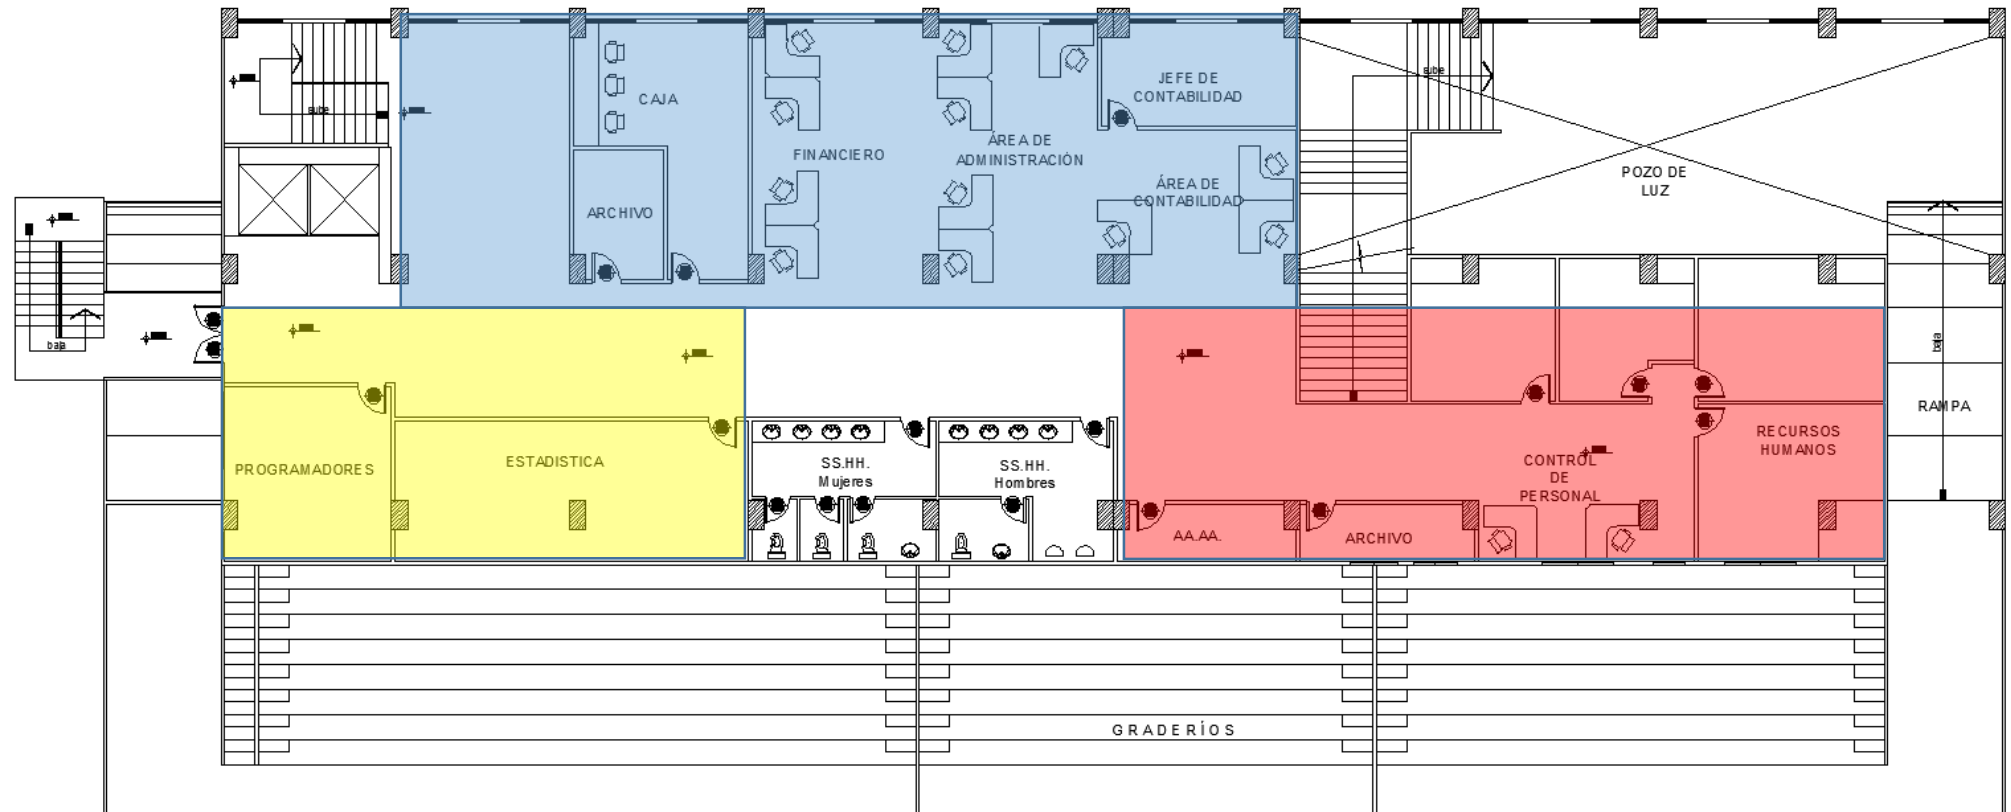 sube
CAJA
ARCHIVO
FINANCIERO
ÁREA DE
ADMINISTRACIÓN
JEFE DE
CONTABILIDAD
ÁREA DE
CONTABILIDAD
sube
POZO DE
LUZ
baja
PROGRAMADORES
ESTADISTICA
SS.HH.
Mujeres
SS.HH.
Hombres
AA.AA.
ARCHIVO
CONTROL
DE
PERSONAL
RECURSOS
HUMANOS
baja
RAMPA
GRADERÍOS